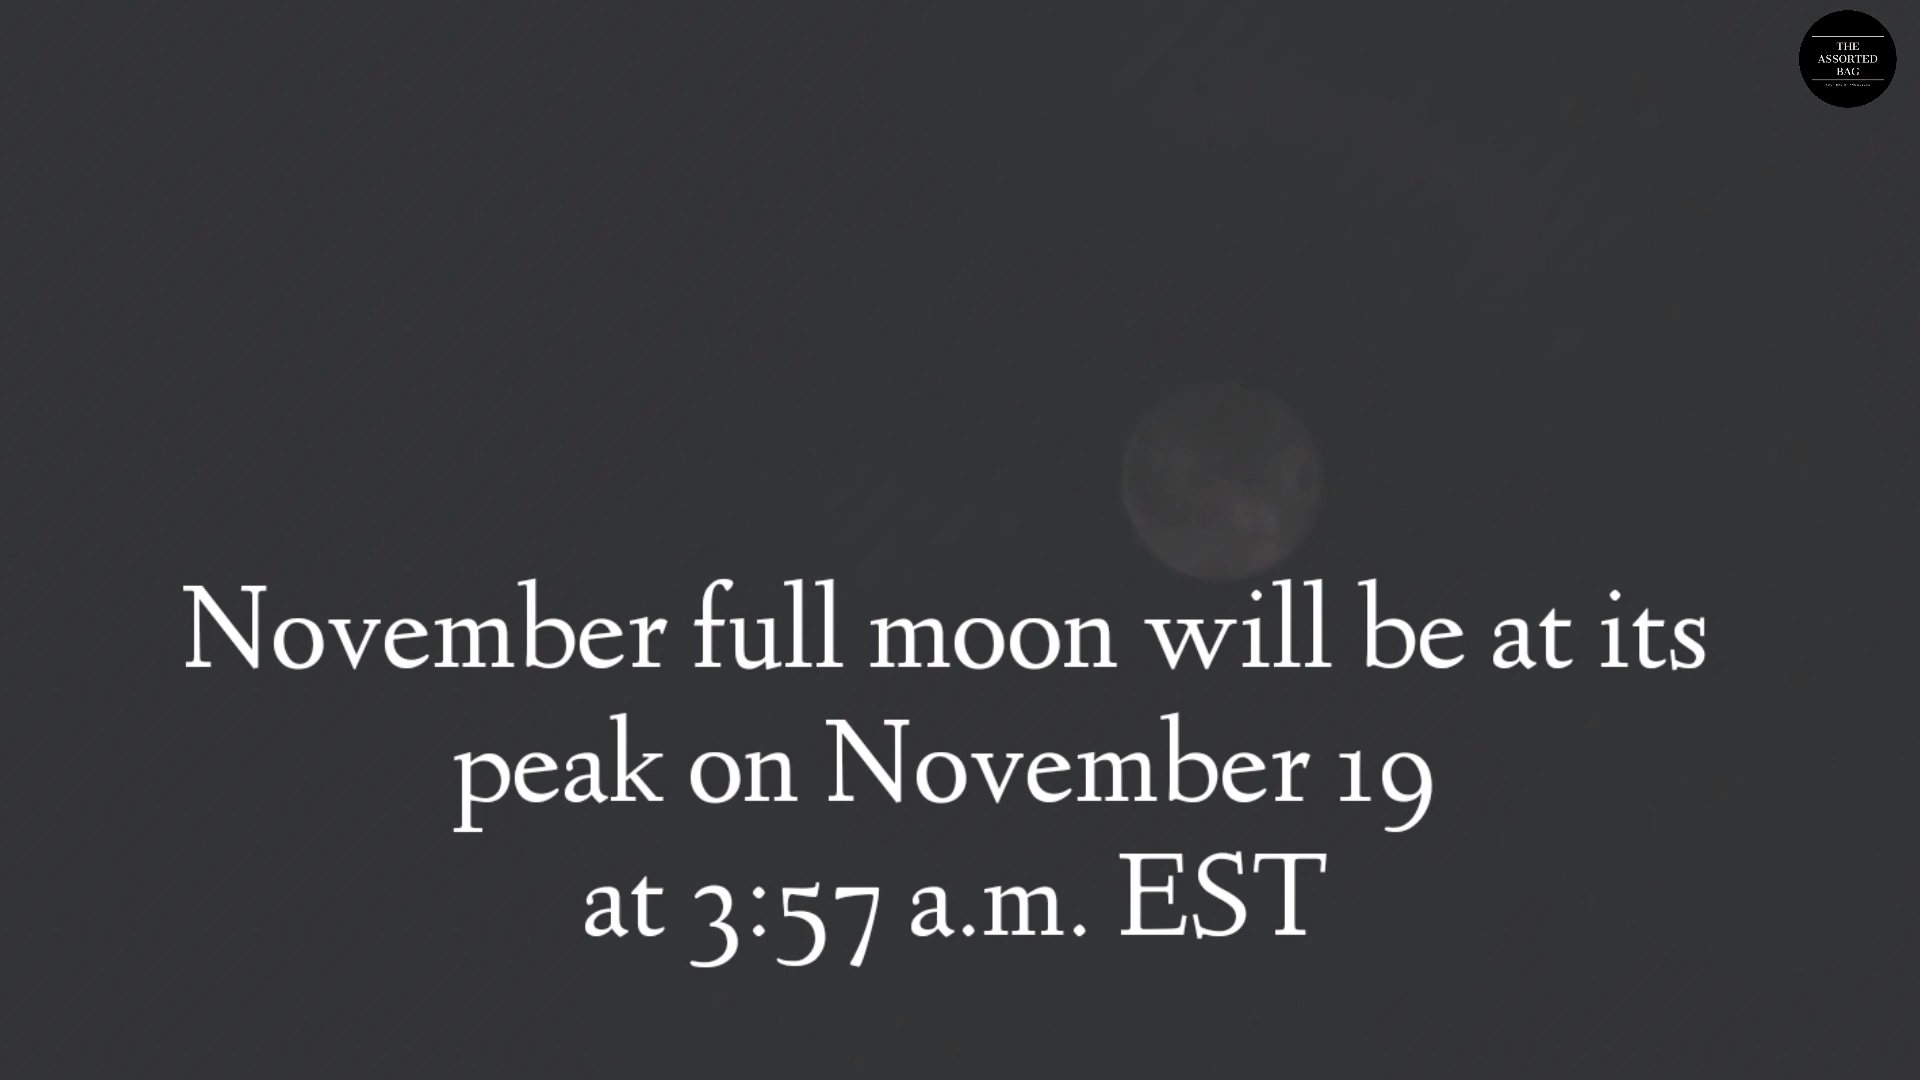 THE
ASSORTED
BAG
November full moon will be at its
peak on November 19
at 3:57 a.m. EST